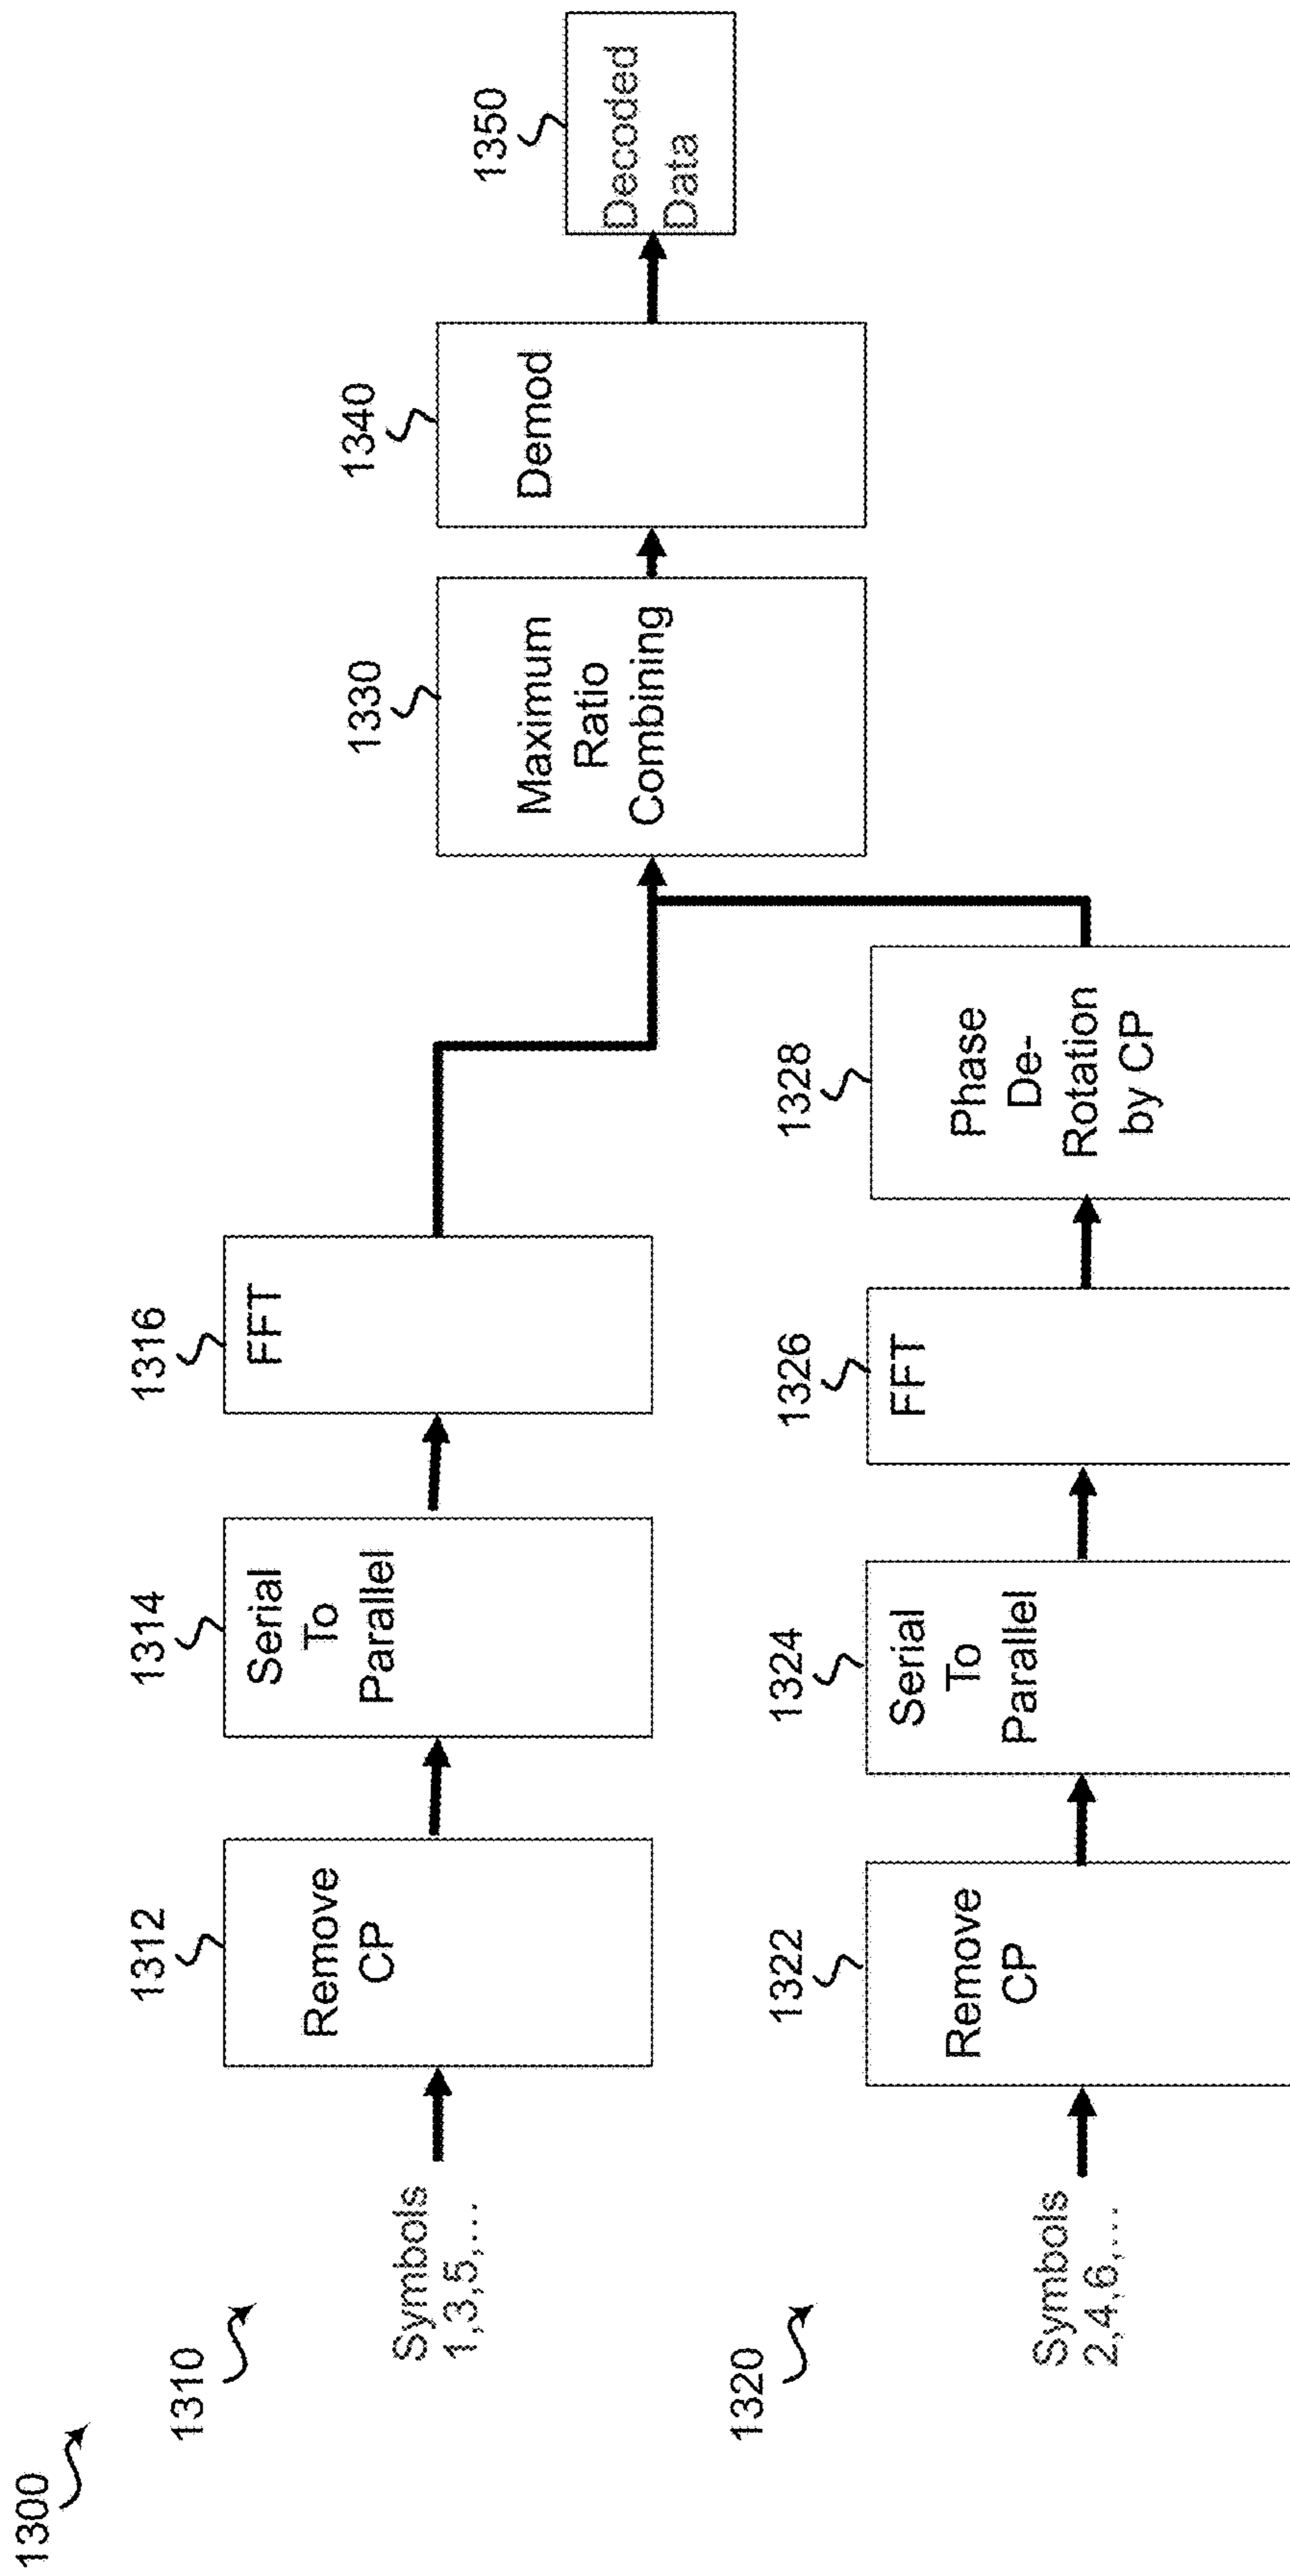 1300
1310
Symbols
1,3,5,...
1312
Remove
CP
1314
Serial
To
Parallel
1316
FFT
1320
Symbols
2,4,6,...
1322
Remove
CP
1324
Serial
To
Parallel
1326
FFT
1328
Phase
De-
Rotation
by CP
1330
Maximum
Ratio
Combining
1340
Demod
1350
Decoded
Data